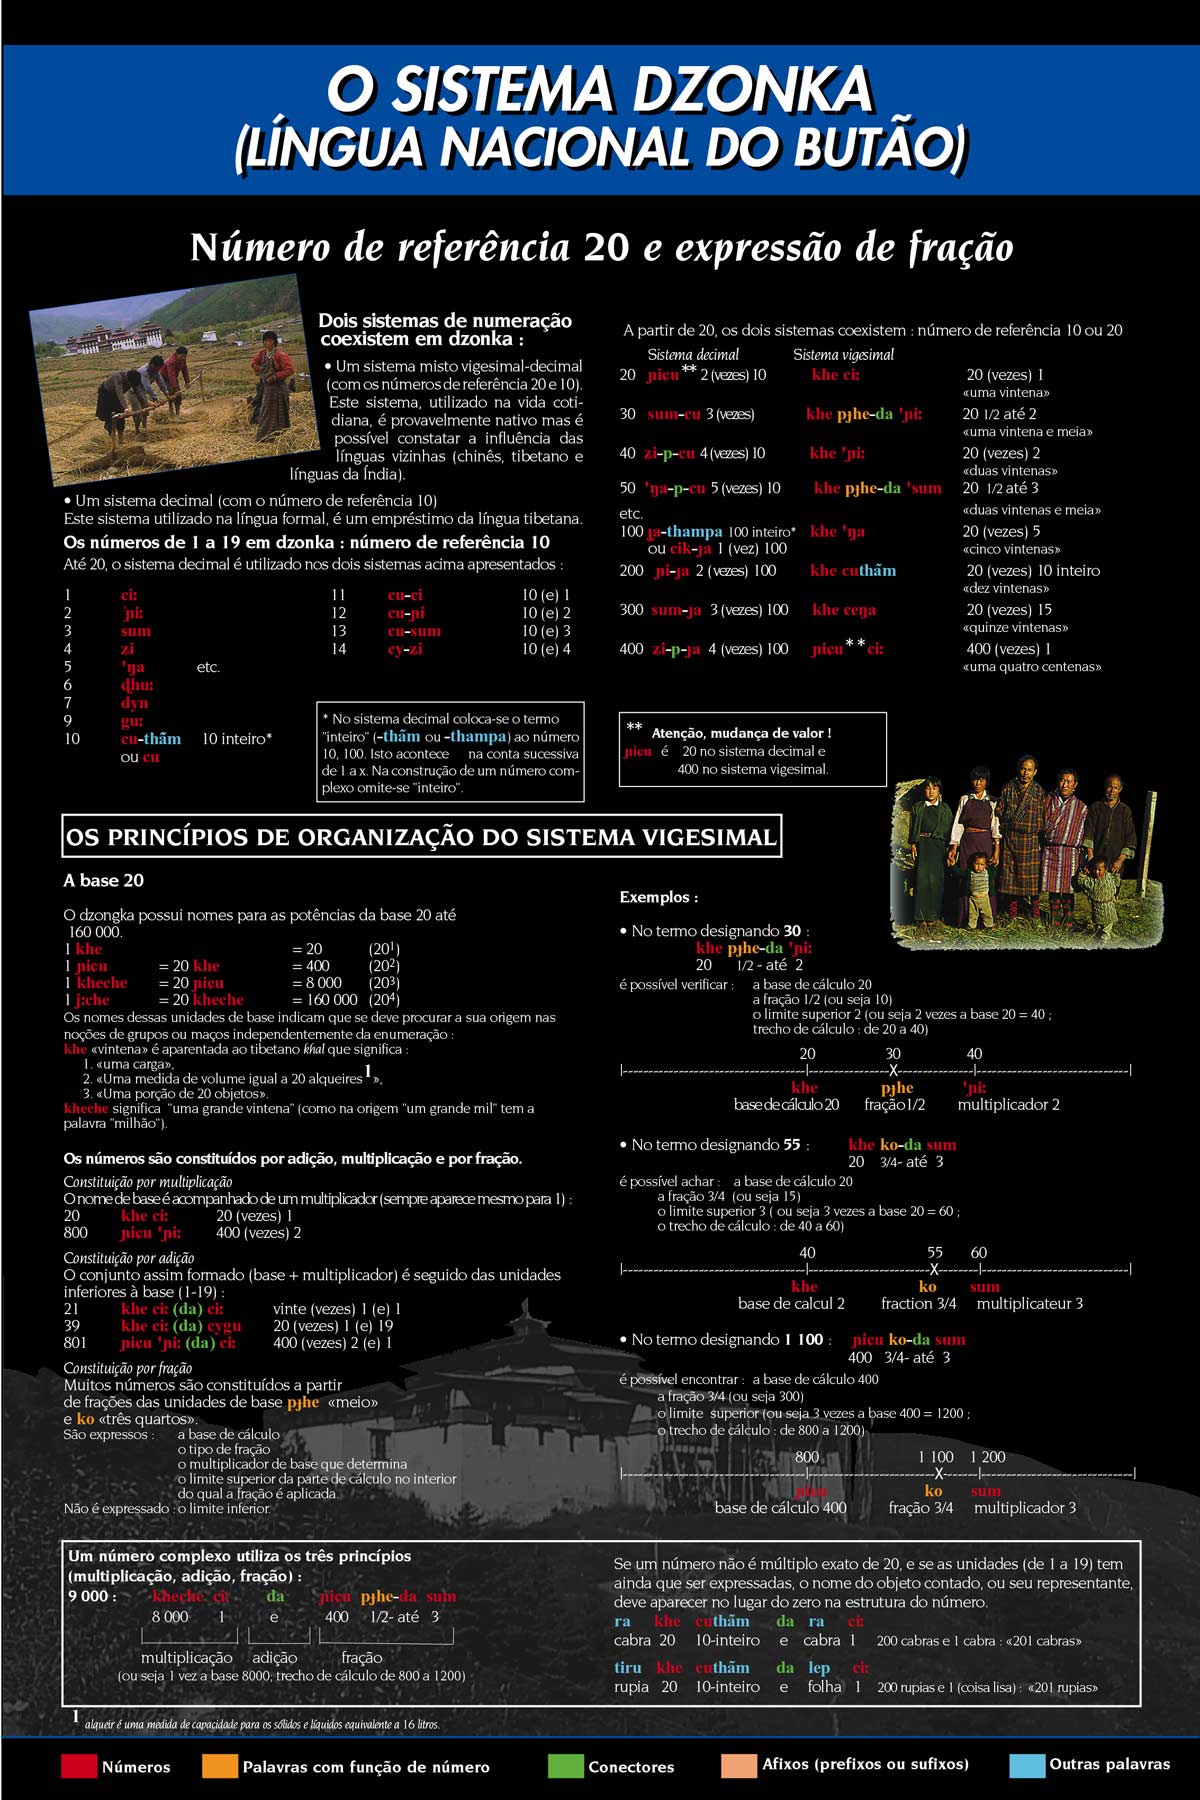 O SISTEMA DZONKA
(LÍNGUA NACIONAL DO BUTÃO)
Número de referência 20 e expressão de fração
Dois sistemas de numeração
coexistem em dzonka :
• Um sistema misto vigesimal-decimal
(com os números de referência 20 e 10).
Este sistema, utilizado na vida coti-
diana, é provavelmente nativo mas é
possível constatar a influência das
línguas vizinhas (chinês, tibetano e
línguas da Índia).
• Um sistema decimal (com o número de referência 10)
Este sistema utilizado na língua formal, é um empréstimo da língua tibetana.
Os números de 1 a 19 em dzonka : número de referência 10
Até 20, o sistema decimal é utilizado nos dois sistemas acima apresentados :
1 ci: 11 cu-ci 10 (e) 1
2 'ɲi: 12 cu-ɲi 10 (e) 2
3 sum 13 cu-sum 10 (e) 3
4 zi 14 cy-zi 10 (e) 4
5 'ŋa etc.
6 ɖhu:
7 dyn
9 gu:
10 cu-thãm 10 inteiro*
ou cu
* No sistema decimal coloca-se o termo
"inteiro" (-thãm ou -thampa) ao número
10, 100. Isto acontece na conta sucessiva
de 1 a x. Na construção de um número com-
plexo omite-se "inteiro".
A partir de 20, os dois sistemas coexistem : número de referência 10 ou 20
Sistema decimal Sistema vigesimal
20 ɲiçu** 2 (vezes) 10 khe ci: 20 (vezes) 1
«uma vintena»
30 sum-cu 3 (vezes) khe pɟhe-da 'ɲi: 20 1/2 até 2
«uma vintena e meia»
40 zi-p-cu 4 (vezes) 10 khe 'ɲi: 20 (vezes) 2
«duas vintenas»
50 'ŋa-p-cu 5 (vezes) 10 khe pɟhe-da 'sum 20 1/2 até 3
etc. «duas vintenas e meia»
100 ɟa-thampa 100 inteiro* khe 'ŋa 20 (vezes) 5
ou cik-ɟa 1 (vez) 100 «cinco vintenas»
200 ɲi-ɟa 2 (vezes) 100 khe cuthãm 20 (vezes) 10 inteiro
«dez vintenas»
300 sum-ɟa 3 (vezes) 100 khe ceŋa 20 (vezes) 15
«quinze vintenas»
400 zi-p-ɟa 4 (vezes) 100 ɲiçu** ci: 400 (vezes) 1
«uma quatro centenas»
** Atenção, mudança de valor !
ɲiçu é 20 no sistema decimal e
400 no sistema vigesimal.
OS PRINCÍPIOS DE ORGANIZAÇÃO DO SISTEMA VIGESIMAL
A base 20
O dzongka possui nomes para as potências da base 20 até
160 000.
1 khe = 20 (20¹)
1 ɲiçu = 20 khe = 400 (20²)
1 kheche = 20 ɲiçu = 8 000 (20³)
1 j:che = 20 kheche = 160 000 (20⁴)
Os nomes dessas unidades de base indicam que se deve procurar a sua origem nas
noções de grupos ou maços independentemente da enumeração :
khe «vintena» é aparentada ao tibetano khal que significa :
1. «uma carga»,
2. «Uma medida de volume igual a 20 alqueires¹»,
3. «Uma porção de 20 objetos».
kheche significa "uma grande vintena" (como na origem "um grande mil" tem a
palavra "milhão").
Os números são constituídos por adição, multiplicação e por fração.
Constituição por multiplicação
O nome de base é acompanhado de um multiplicador (sempre aparece mesmo para 1) :
20 khe ci: 20 (vezes) 1
800 ɲiçu 'ɲi: 400 (vezes) 2
Constituição por adição
O conjunto assim formado (base + multiplicador) é seguido das unidades
inferiores à base (1-19) :
21 khe ci: (da) ci: vinte (vezes) 1 (e) 1
39 khe ci: (da) cygu 20 (vezes) 1 (e) 19
801 ɲiçu 'ɲi: (da) ci: 400 (vezes) 2 (e) 1
Constituição por fração
Muitos números são constituídos a partir
de frações das unidades de base pɟhe «meio»
e ko «três quartos».
São expressos : a base de cálculo
o tipo de fração
o multiplicador de base que determina
o limite superior da parte de cálculo no interior
do qual a fração é aplicada.
Não é expressado : o limite inferior.
Exemplos :
• No termo designando 30 :
khe pɟhe-da 'ɲi:
20 1/2 - até 2
é possível verificar : a base de cálculo 20
a fração 1/2 (ou seja 10)
o limite superior 2 (ou seja 2 vezes a base 20 = 40 ;
trecho de cálculo : de 20 a 40)
20 30 40
X
khe pɟhe 'ɲi:
base de cálculo 20 fração 1/2 multiplicador 2
• No termo designando 55 : khe ko-da sum
20 3/4- até 3
é possível achar : a base de cálculo 20
a fração 3/4 (ou seja 15)
o limite superior 3 ( ou seja 3 vezes a base 20 = 60 ;
o trecho de cálculo : de 40 a 60)
40 55 60
X
khe ko sum
base de calcul 2 fraction 3/4 multiplicateur 3
• No termo designando 1 100 : ɲiçu ko-da sum
400 3/4- até 3
é possível encontrar : a base de cálculo 400
a fração 3/4 (ou seja 300)
o limite superior (ou seja 3 vezes a base 400 = 1200 ;
o trecho de cálculo : de 800 a 1200)
800 1 100 1 200
X
ɲiçu ko sum
base de cálculo 400 fração 3/4 multiplicador 3
Um número complexo utiliza os três princípios
(multiplicação, adição, fração) :
9 000 : kheche ci: da ɲiçu pɟhe-da sum
8 000 1 e 400 1/2- até 3
multiplicação adição fração
(ou seja 1 vez a base 8000; trecho de cálculo de 800 a 1200)
Se um número não é múltiplo exato de 20, e se as unidades (de 1 a 19) tem
ainda que ser expressadas, o nome do objeto contado, ou seu representante,
deve aparecer no lugar do zero na estrutura do número.
ra khe cuthãm da ra ci:
cabra 20 10-inteiro e cabra 1 200 cabras e 1 cabra : «201 cabras»
tiru khe cuthãm da lep ci:
rupia 20 10-inteiro e folha 1 200 rupias e 1 (coisa lisa) : «201 rupias»
1 alqueir é uma medida de capacidade para os sólidos e líquidos equivalente a 16 litros.
Números
Palavras com função de número
Conectores
Afixos (prefixos ou sufixos)
Outras palavras